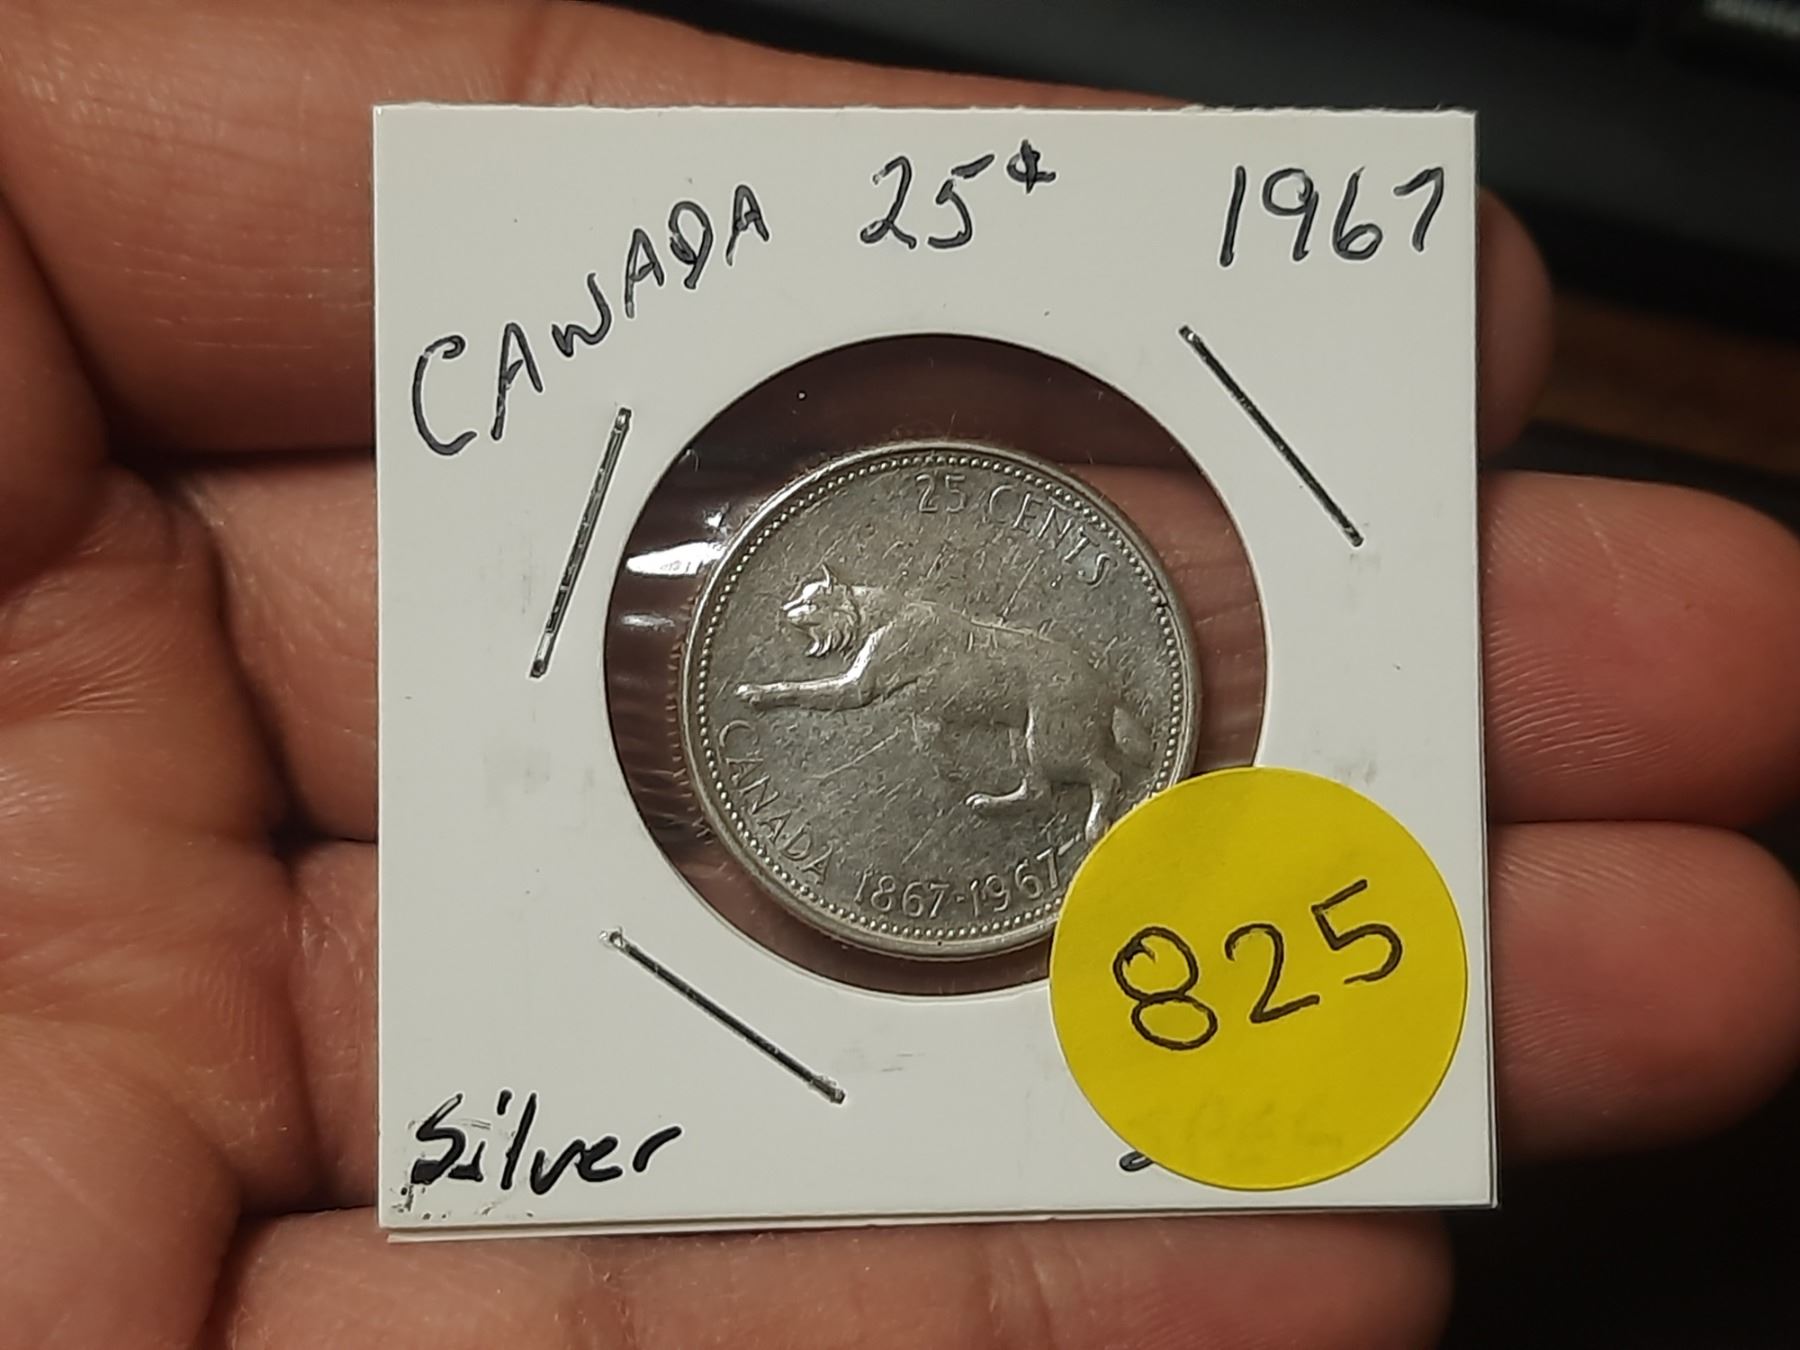 CANADA 25¢ 1967
25 CENTS
CANADA 1867-1967
825
Silver